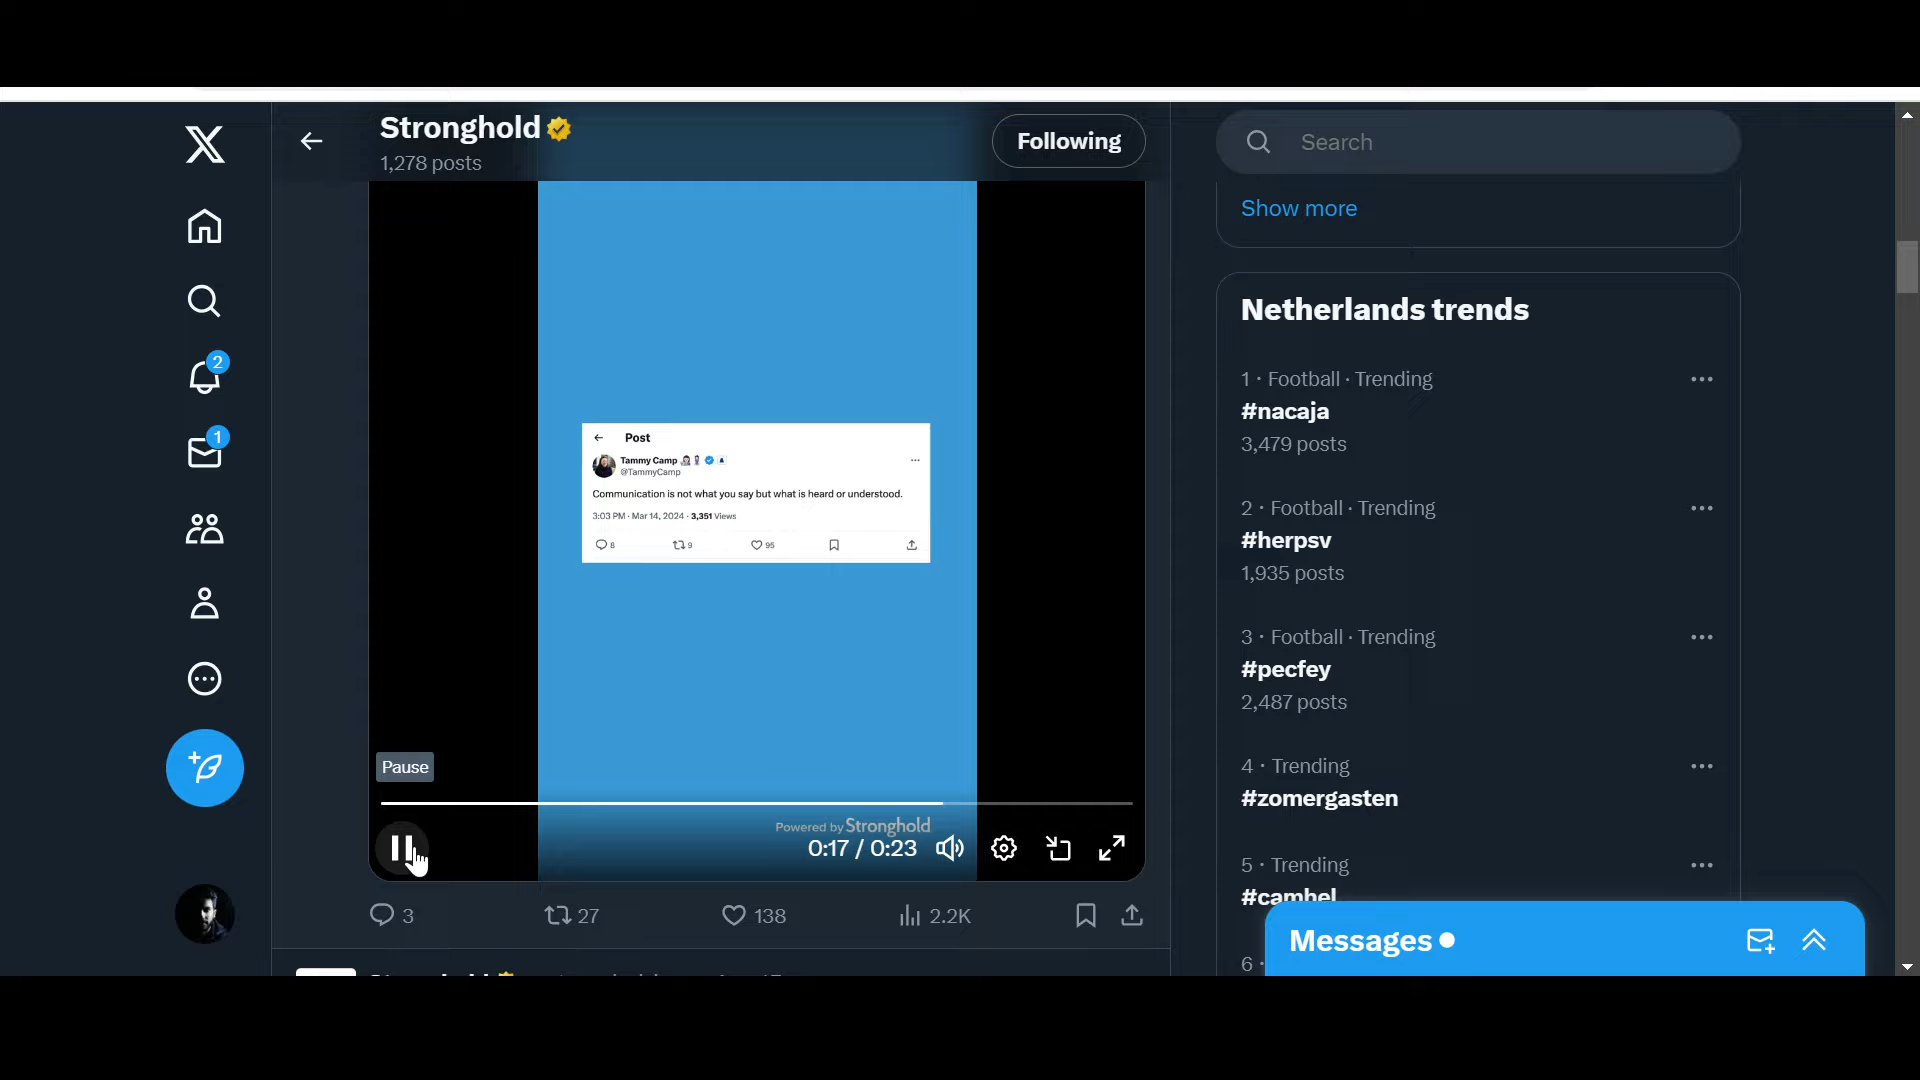 Stronghold
1,278 posts
Following
Search
Show more
Netherlands trends
1 · Football · Trending
#nacaja
3,479 posts
2 · Football · Trending
#herpsv
1,935 posts
3 · Football · Trending
#pecfey
2,487 posts
4 · Trending
#zomergasten
5 · Trending
#camhel
6 ·
2
1
Post
Tammy Camp
@TammyCamp
Communication is not what you say but what is heard or understood.
3:03 PM · Mar 14, 2024 · 3,351 Views
8 9 95
Pause
Powered by Stronghold
0:17 / 0:23
3 27 138 2.2K
Messages